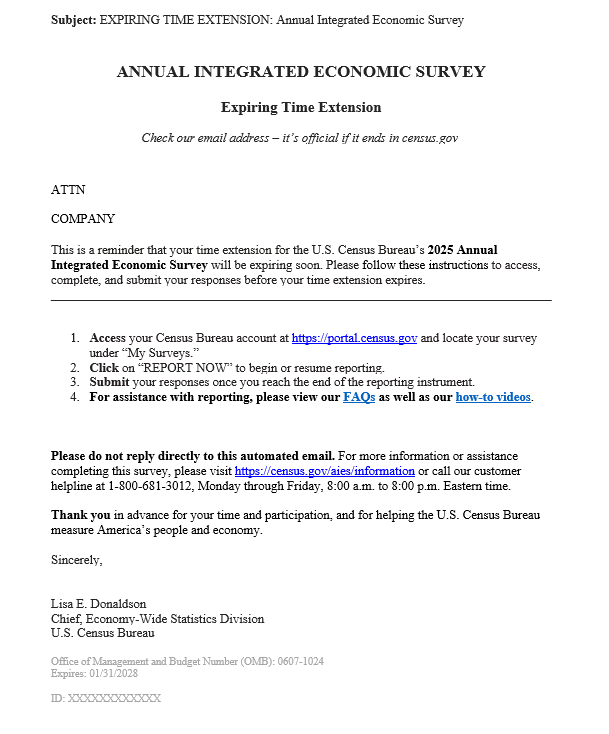 Subject: EXPIRING TIME EXTENSION: Annual Integrated Economic Survey
ANNUAL INTEGRATED ECONOMIC SURVEY
Expiring Time Extension
Check our email address – it’s official if it ends in census.gov
ATTN
COMPANY
This is a reminder that your time extension for the U.S. Census Bureau’s 2025 Annual
Integrated Economic Survey will be expiring soon. Please follow these instructions to access,
complete, and submit your responses before your time extension expires.
1. Access your Census Bureau account at https://portal.census.gov and locate your survey
under “My Surveys.”
2. Click on “REPORT NOW” to begin or resume reporting.
3. Submit your responses once you reach the end of the reporting instrument.
4. For assistance with reporting, please view our FAQs as well as our how-to videos.
Please do not reply directly to this automated email. For more information or assistance
completing this survey, please visit https://census.gov/aies/information or call our customer
helpline at 1-800-681-3012, Monday through Friday, 8:00 a.m. to 8:00 p.m. Eastern time.
Thank you in advance for your time and participation, and for helping the U.S. Census Bureau
measure America’s people and economy.
Sincerely,
Lisa E. Donaldson
Chief, Economy-Wide Statistics Division
U.S. Census Bureau
Office of Management and Budget Number (OMB): 0607-1024
Expires: 01/31/2028
ID: XXXXXXXXXXXXX